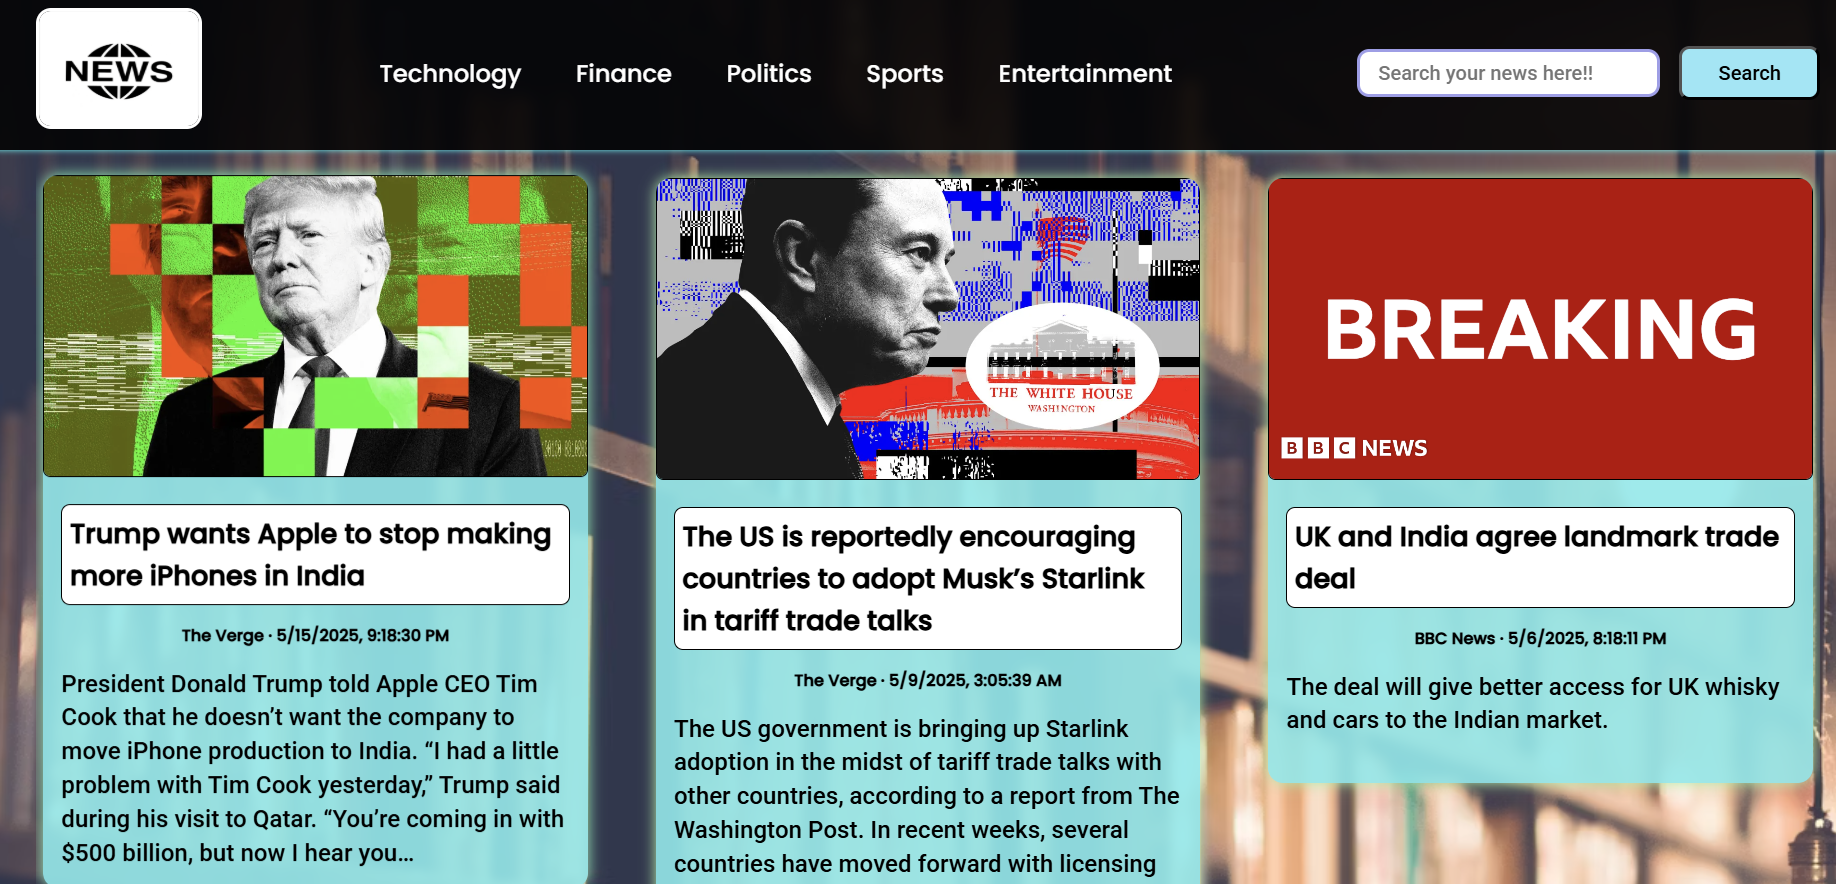 NEWS
Technology Finance Politics Sports Entertainment
Search your news here!!
Search
THE WHITE HOUSE
WASHINGTON
BREAKING
BBC NEWS
Trump wants Apple to stop making
more iPhones in India
The Verge · 5/15/2025, 9:18:30 PM
President Donald Trump told Apple CEO Tim
Cook that he doesn’t want the company to
move iPhone production to India. “I had a little
problem with Tim Cook yesterday,” Trump said
during his visit to Qatar. “You’re coming in with
$500 billion, but now I hear you…
The US is reportedly encouraging
countries to adopt Musk’s Starlink
in tariff trade talks
The Verge · 5/9/2025, 3:05:39 AM
The US government is bringing up Starlink
adoption in the midst of tariff trade talks with
other countries, according to a report from The
Washington Post. In recent weeks, several
countries have moved forward with licensing
UK and India agree landmark trade
deal
BBC News · 5/6/2025, 8:18:11 PM
The deal will give better access for UK whisky
and cars to the Indian market.